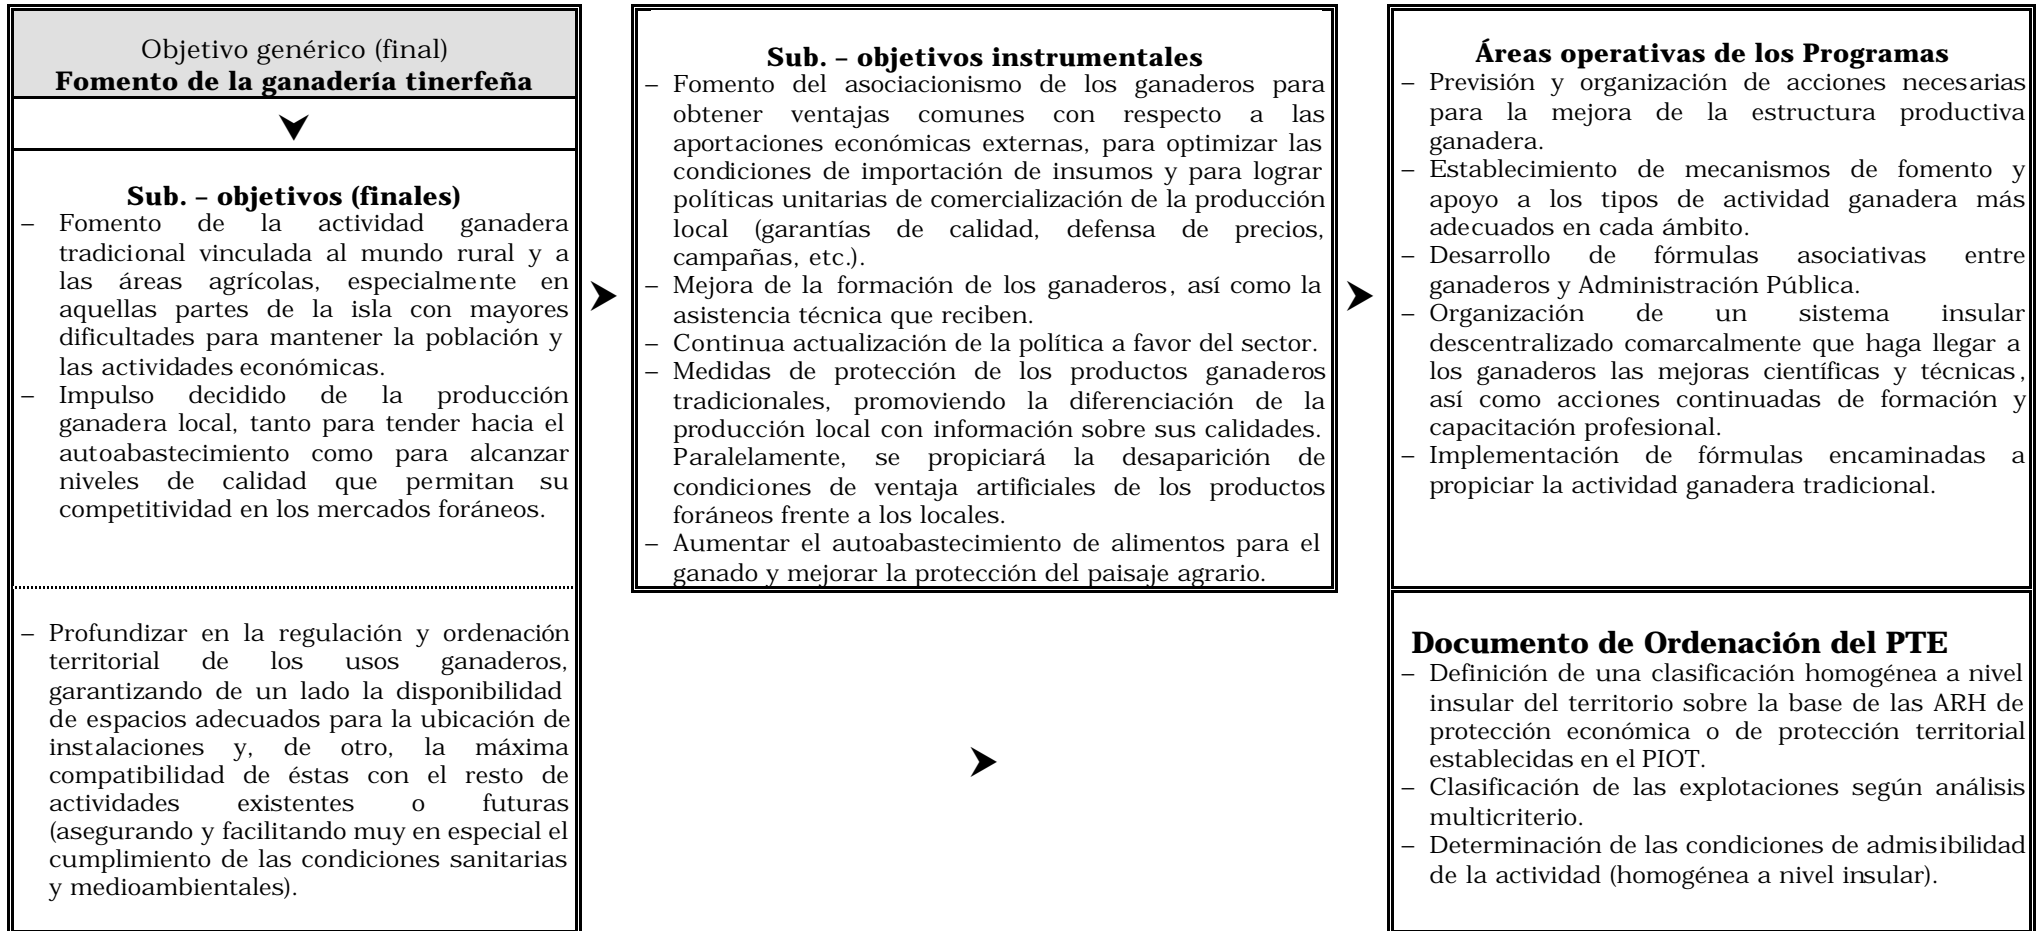 Objetivo genérico (final)
Fomento de la ganadería tinerfeña
Sub. – objetivos (finales)
– Fomento de la actividad ganadera
tradicional vinculada al mundo rural y a
las áreas agrícolas, especialmente en
aquellas partes de la isla con mayores
dificultades para mantener la población y
las actividades económicas.
– Impulso decidido de la producción
ganadera local, tanto para tender hacia el
autoabastecimiento como para alcanzar
niveles de calidad que permitan su
competitividad en los mercados foráneos.
– Profundizar en la regulación y ordenación
territorial de los usos ganaderos,
garantizando de un lado la disponibilidad
de espacios adecuados para la ubicación de
instalaciones y, de otro, la máxima
compatibilidad de éstas con el resto de
actividades existentes o futuras
(asegurando y facilitando muy en especial el
cumplimiento de las condiciones sanitarias
y medioambientales).
Sub. – objetivos instrumentales
– Fomento del asociacionismo de los ganaderos para
obtener ventajas comunes con respecto a las
aportaciones económicas externas, para optimizar las
condiciones de importación de insumos y para lograr
políticas unitarias de comercialización de la producción
local (garantías de calidad, defensa de precios,
campañas, etc.).
– Mejora de la formación de los ganaderos, así como la
asistencia técnica que reciben.
– Continua actualización de la política a favor del sector.
– Medidas de protección de los productos ganaderos
tradicionales, promoviendo la diferenciación de la
producción local con información sobre sus calidades.
Paralelamente, se propiciará la desaparición de
condiciones de ventaja artificiales de los productos
foráneos frente a los locales.
– Aumentar el autoabastecimiento de alimentos para el
ganado y mejorar la protección del paisaje agrario.
Áreas operativas de los Programas
– Previsión y organización de acciones necesarias
para la mejora de la estructura productiva
ganadera.
– Establecimiento de mecanismos de fomento y
apoyo a los tipos de actividad ganadera más
adecuados en cada ámbito.
– Desarrollo de fórmulas asociativas entre
ganaderos y Administración Pública.
– Organización de un sistema insular
descentralizado comarcalmente que haga llegar a
los ganaderos las mejoras científicas y técnicas,
así como acciones continuadas de formación y
capacitación profesional.
– Implementación de fórmulas encaminadas a
propiciar la actividad ganadera tradicional.
Documento de Ordenación del PTE
– Definición de una clasificación homogénea a nivel
insular del territorio sobre la base de las ARH de
protección económica o de protección territorial
establecidas en el PIOT.
– Clasificación de las explotaciones según análisis
multicriterio.
– Determinación de las condiciones de admisibilidad
de la actividad (homogénea a nivel insular).